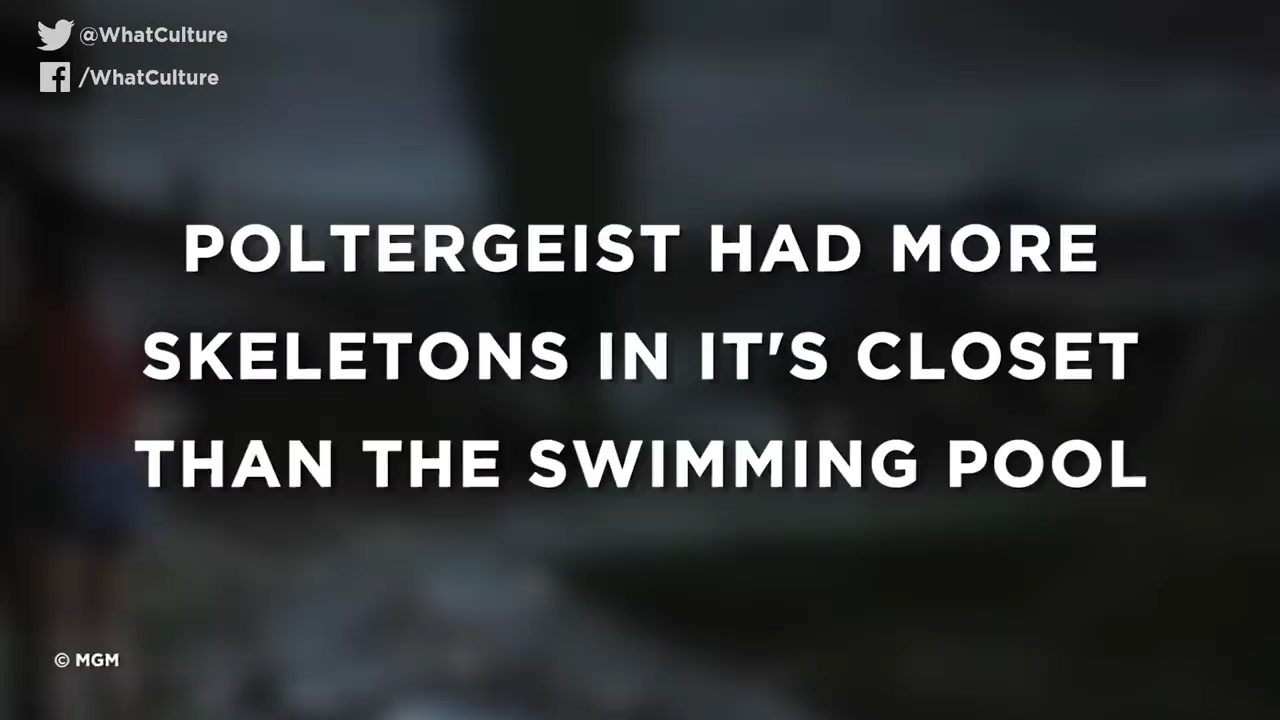 @WhatCulture
/WhatCulture
POLTERGEIST HAD MORE
SKELETONS IN IT'S CLOSET
THAN THE SWIMMING POOL
© MGM